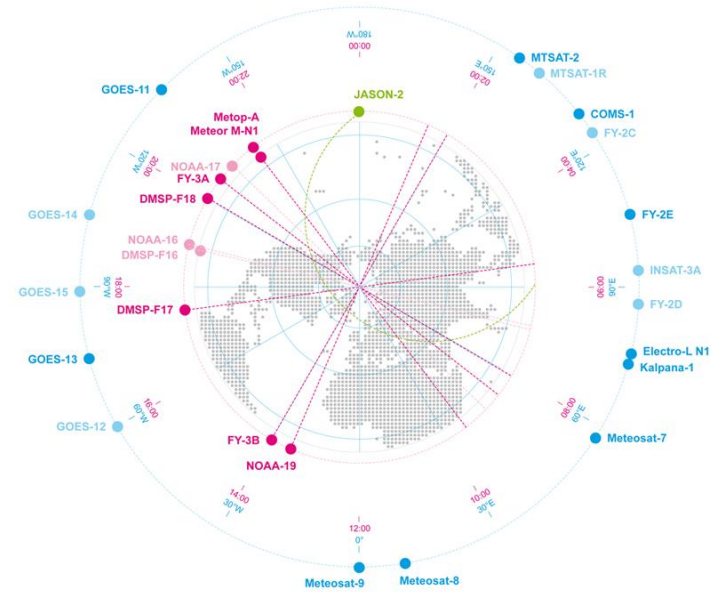 180°W
00:00
150°W
22:00
150°E
02:00
MTSAT-2
MTSAT-1R
GOES-11
JASON-2
COMS-1
FY-2C
Metop-A
Meteor M-N1
120°W
20:00
120°E
04:00
NOAA-17
FY-3A
DMSP-F18
GOES-14
FY-2E
NOAA-16
DMSP-F16
INSAT-3A
GOES-15
90°W
18:00
00:90
90°E
FY-2D
DMSP-F17
GOES-13
Electro-L N1
Kalpana-1
16:00
60°W
08:00
60°E
GOES-12
Meteosat-7
FY-3B
NOAA-19
14:00
30°W
10:00
30°E
12:00
0°
Meteosat-9
Meteosat-8